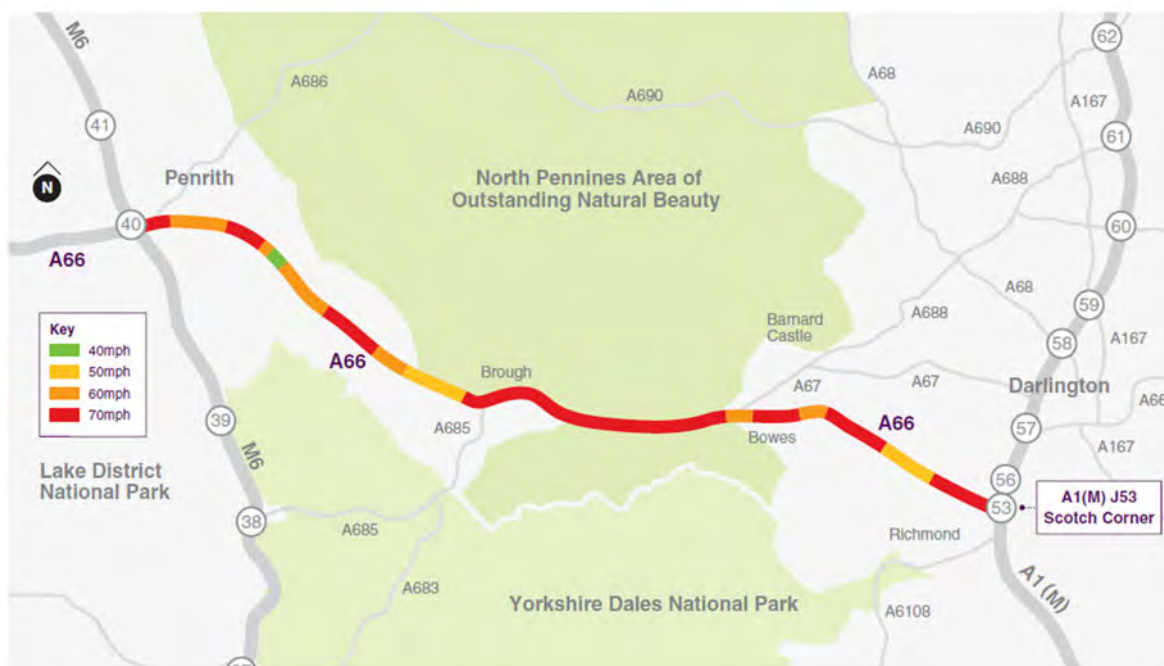 M6
62
A68
A686
A167
A690
41
A690
61
N
Penrith
North Pennines Area of
Outstanding Natural Beauty
A688
40
60
A66
A68
59
Key
40mph
50mph
60mph
70mph
Barnard
Castle
A688
A167
58
A66
Brough
A67
A67
Darlington
A66
39
A685
Bowes
A66
57
A167
M6
Lake District
National Park
56
A1(M) J53
Scotch Corner
53
38
A685
Richmond
A683
A1 (M)
Yorkshire Dales National Park
A6108